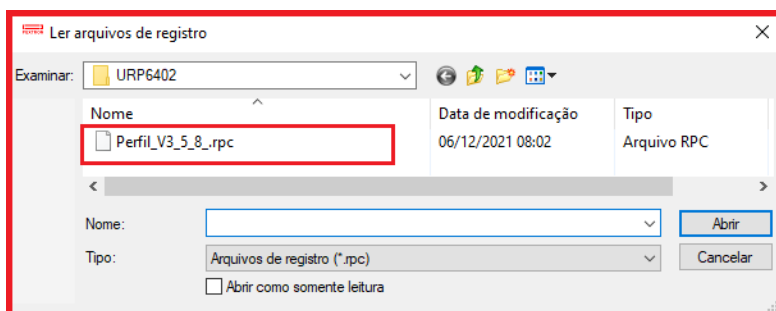 Ler arquivos de registro
Examinar: URP6402
Nome Data de modificação Tipo
Perfil_V3_5_8_.rpc 06/12/2021 08:02 Arquivo RPC
Nome: Abrir
Tipo: Arquivos de registro (*.rpc) Cancelar
Abrir como somente leitura